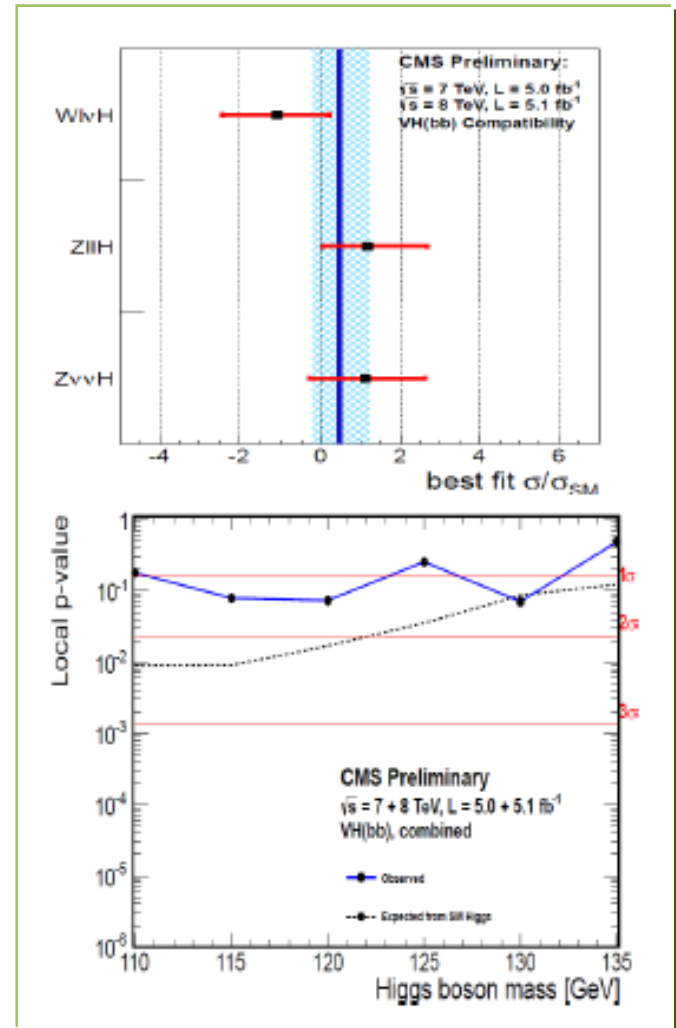 CMS Preliminary:
√s = 7 TeV, L = 5.0 fb⁻¹
√s = 8 TeV, L = 5.1 fb⁻¹
VH(bb) Compatibility
WlνH
ZllH
ZννH
-4 -2 0 2 4 6
best fit σ/σSM
Local p-value
1
10⁻¹
10⁻²
10⁻³
10⁻⁴
10⁻⁵
10⁻⁶
1σ
2σ
3σ
CMS Preliminary
√s = 7 + 8 TeV, L = 5.0 + 5.1 fb⁻¹
VH(bb), combined
Observed
Expected from SM Higgs
110 115 120 125 130 135
Higgs boson mass [GeV]